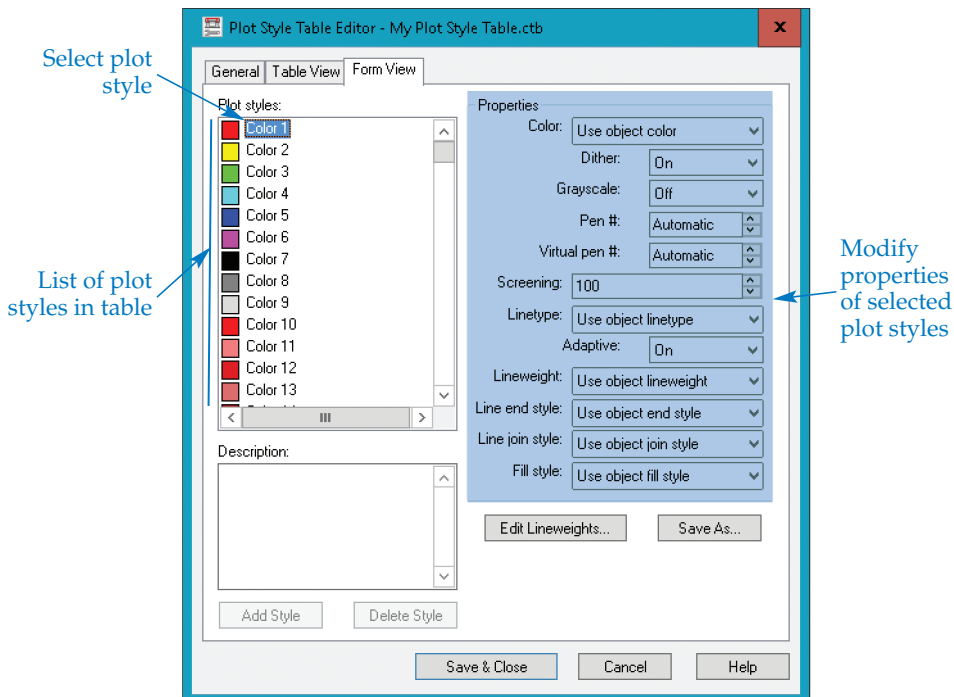 Plot Style Table Editor - My Plot Style Table.ctb
x
General
Table View
Form View
Select plot
style
Plot styles:
Color 1
Color 2
Color 3
Color 4
Color 5
Color 6
Color 7
Color 8
Color 9
Color 10
Color 11
Color 12
Color 13
List of plot
styles in table
Description:
Add Style
Delete Style
Properties
Color: Use object color
Dither: On
Grayscale: Off
Pen #: Automatic
Virtual pen #: Automatic
Screening: 100
Linetype: Use object linetype
Adaptive: On
Lineweight: Use object lineweight
Line end style: Use object end style
Line join style: Use object join style
Fill style: Use object fill style
Modify
properties
of selected
plot styles
Edit Lineweights...
Save As...
Save & Close
Cancel
Help